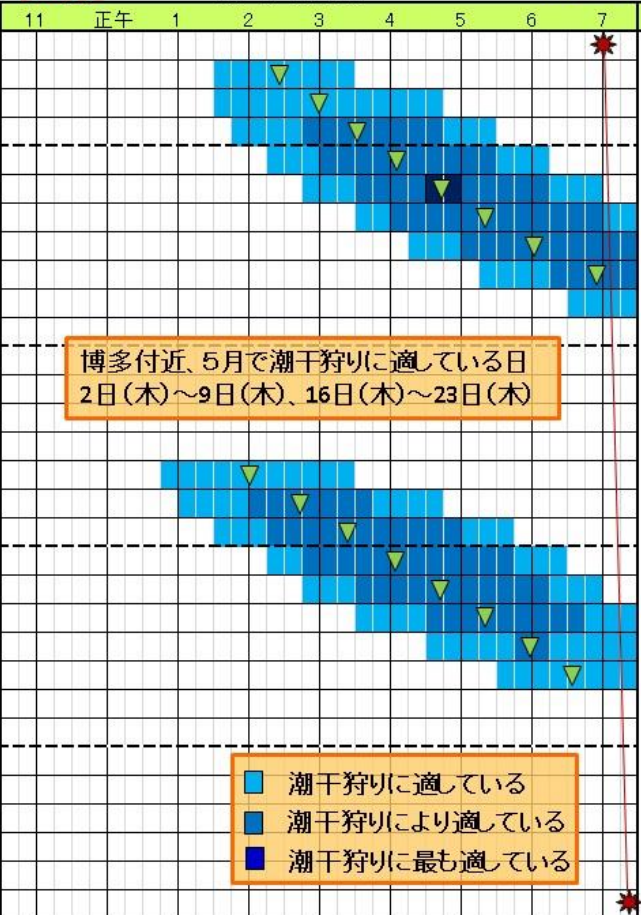 11 正午 1 2 3 4 5 6 7
博多付近、5月で潮干狩りに適している日
2日(木)～9日(木)、16日(木)～23日(木)
潮干狩りに適している
潮干狩りにより適している
潮干狩りに最も適している